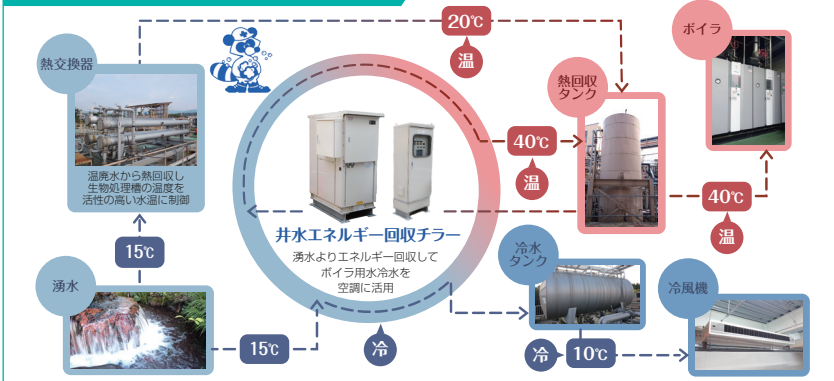 20℃
温
ボイラ
熱交換器
熱回収
タンク
40℃
温
温廃水から熱回収し
生物処理槽の温度を
活性の高い水温に制御
40℃
温
井水エネルギー回収チラー
湧水よりエネルギー回収して
ボイラ用水冷水を
空調に活用
15℃
冷水
タンク
湧水
冷風機
15℃
冷
冷
10℃